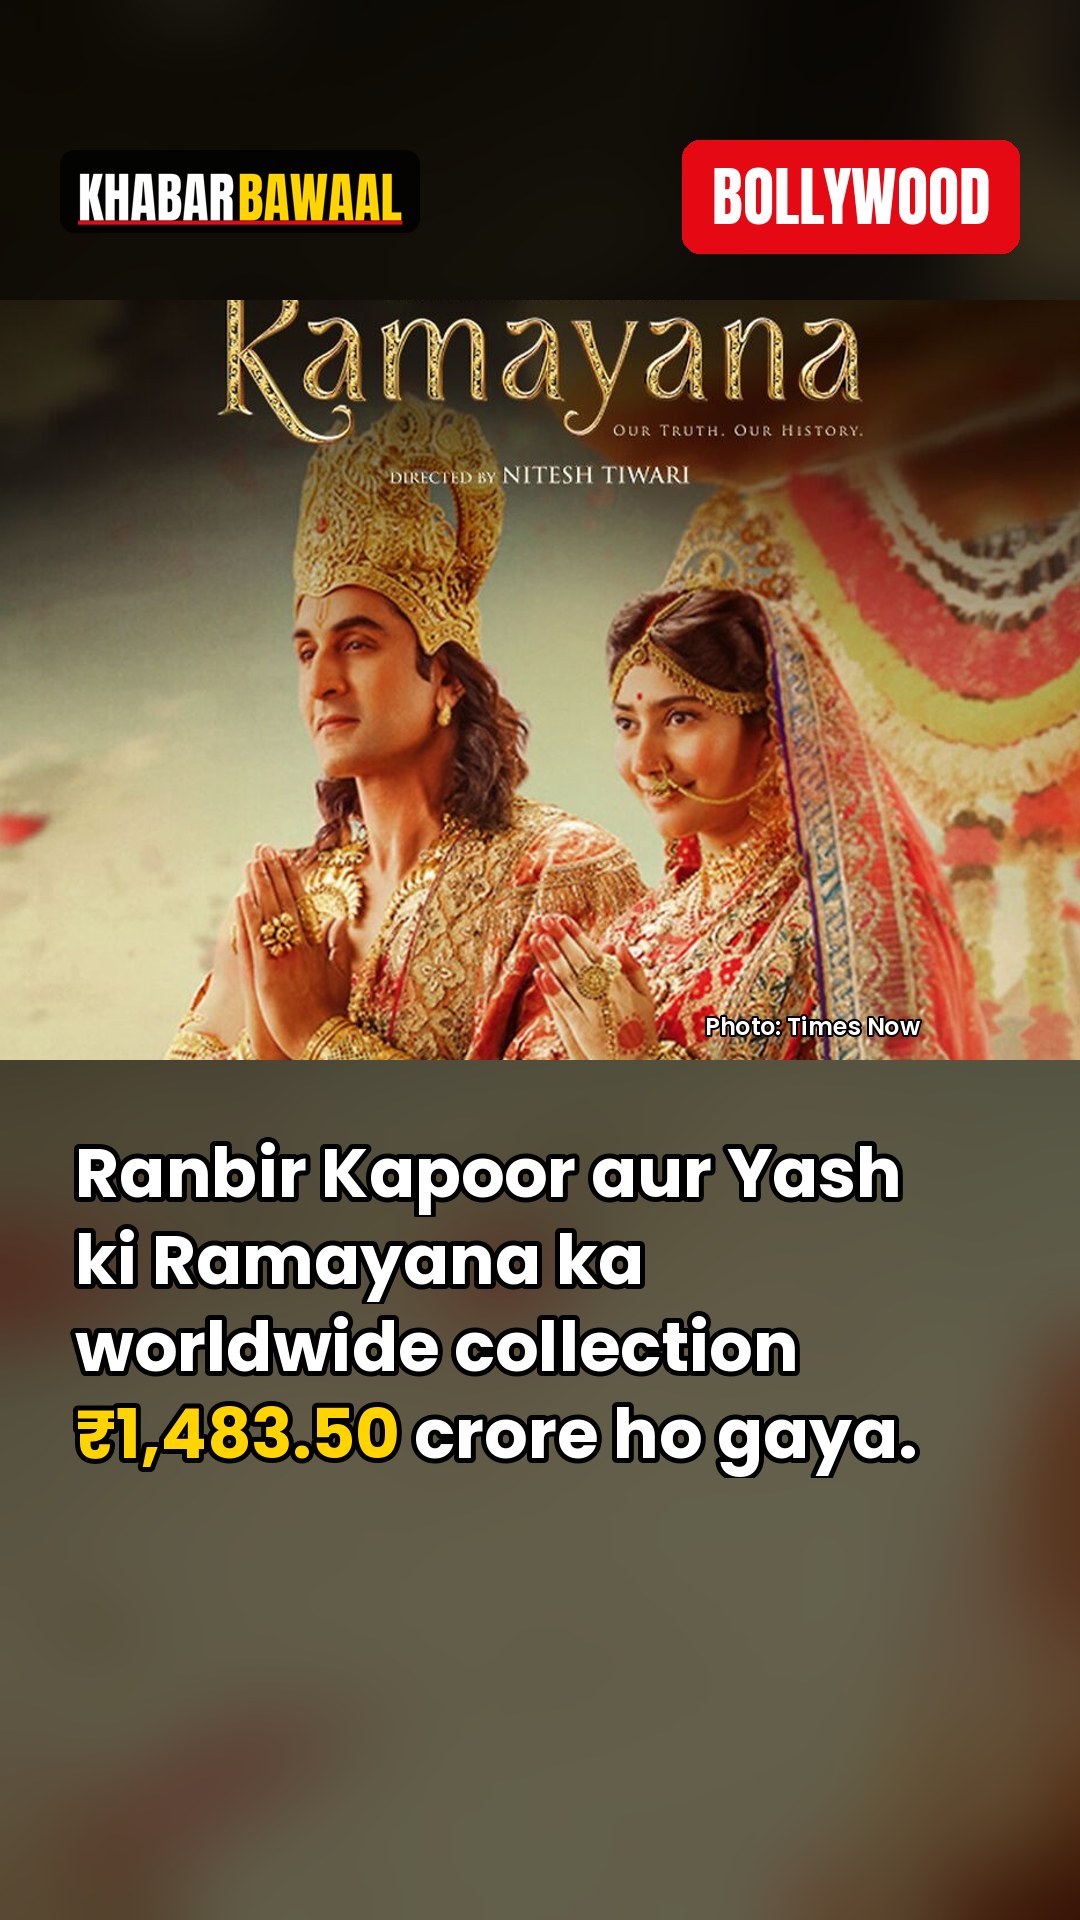 KHABARBAWAAL
BOLLYWOOD
Ramayana
OUR TRUTH. OUR HISTORY.
DIRECTED BY NITESH TIWARI
Photo: Times Now
Ranbir Kapoor aur Yash
ki Ramayana ka
worldwide collection
₹1,483.50 crore ho gaya.